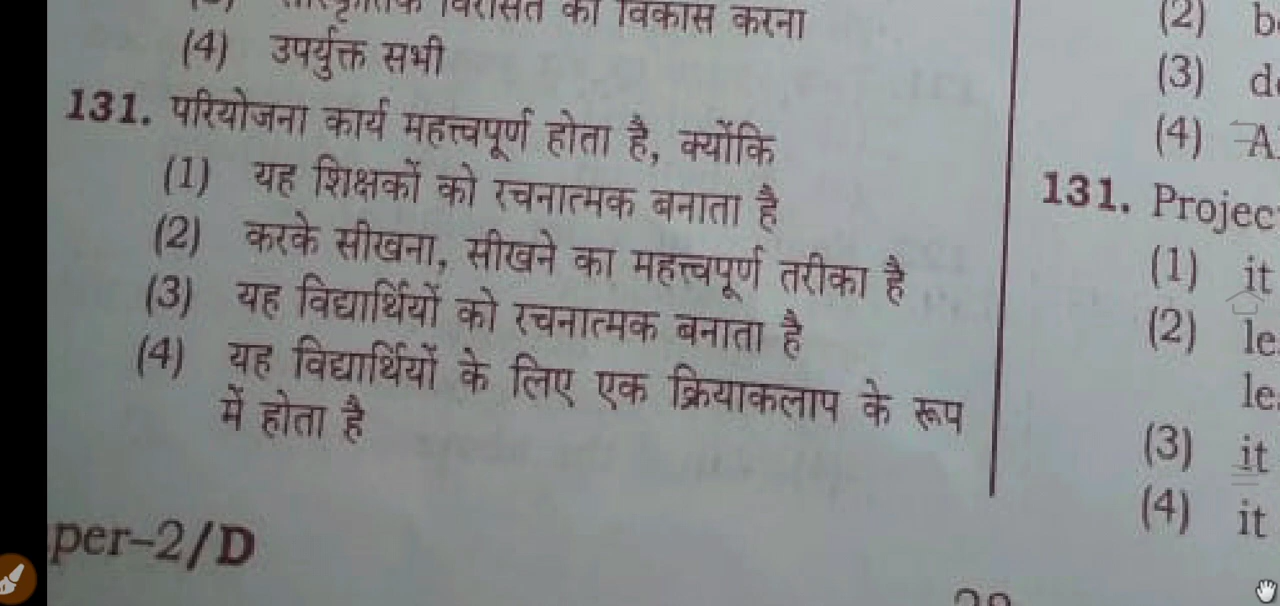 विरासत का विकास करना
(4) उपर्युक्त सभी
131. परियोजना कार्य महत्त्वपूर्ण होता है, क्योंकि
(1) यह शिक्षकों को रचनात्मक बनाता है
(2) करके सीखना, सीखने का महत्त्वपूर्ण तरीका है
(3) यह विद्यार्थियों को रचनात्मक बनाता है
(4) यह विद्यार्थियों के लिए एक क्रियाकलाप के रूप
में होता है
per-2/D
(2)
(3)
(4) A
131. Projec
(1) it
(2) le
le
(3) it
(4) it